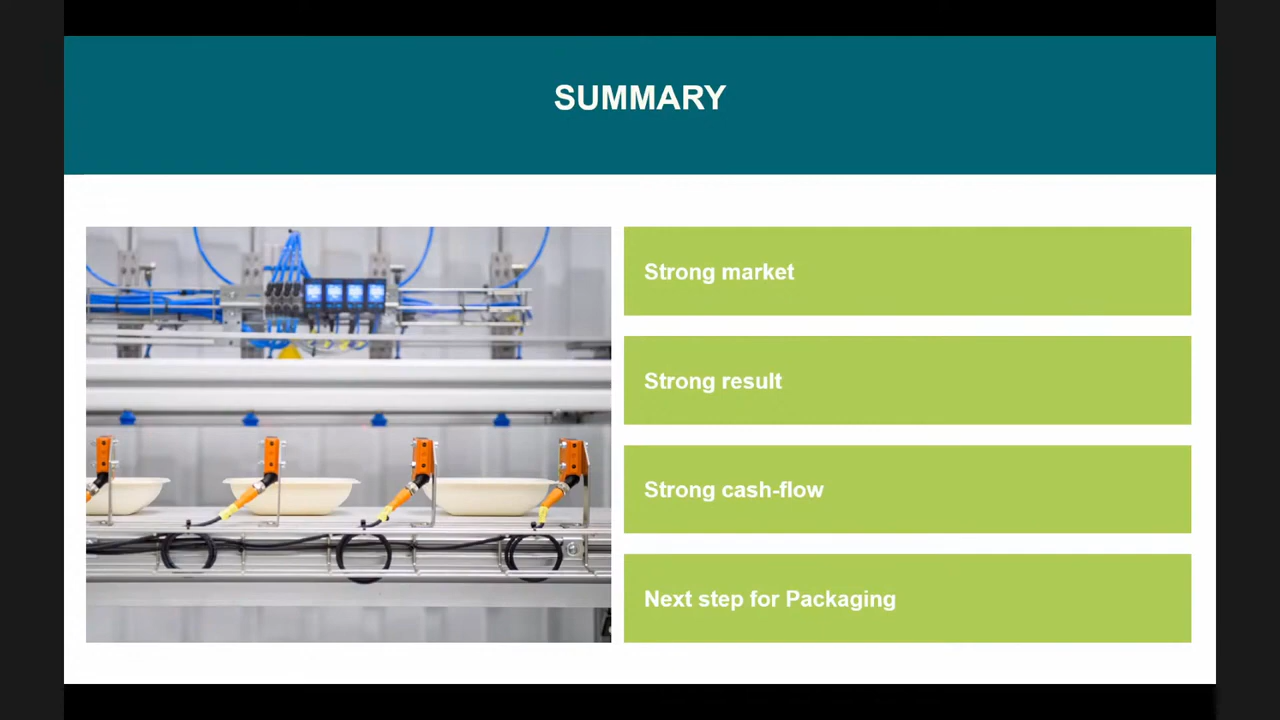 SUMMARY
Strong market
Strong result
Strong cash-flow
Next step for Packaging